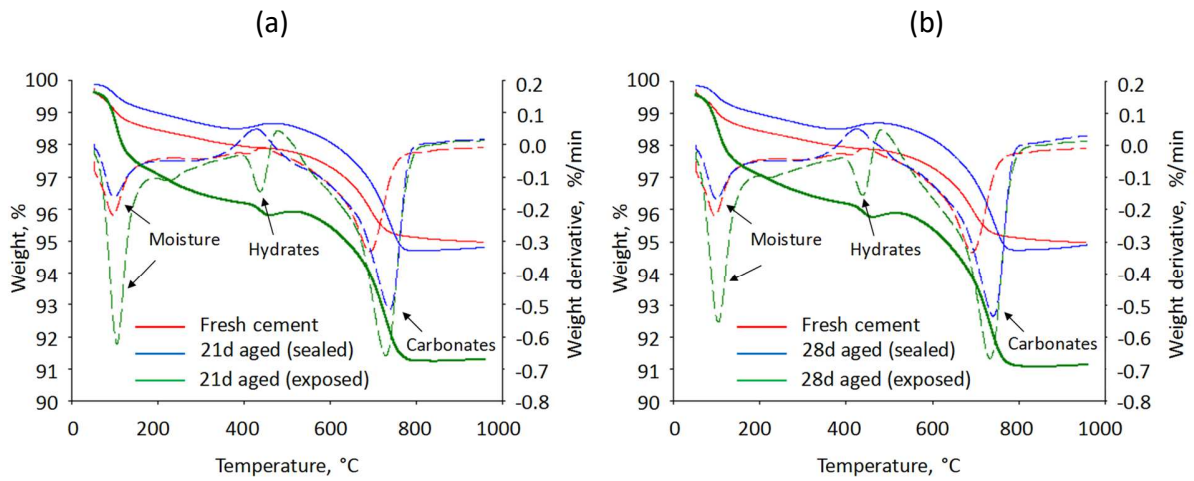 (a)
100
99
98
97
96
95
94
93
92
91
90
Weight, %
0.2
0.1
0.0
-0.1
-0.2
-0.3
-0.4
-0.5
-0.6
-0.7
-0.8
Weight derivative, %/min
Moisture
Hydrates
Carbonates
Fresh cement
21d aged (sealed)
21d aged (exposed)
0 200 400 600 800 1000
Temperature, °C
(b)
100
99
98
97
96
95
94
93
92
91
90
Weight, %
0.2
0.1
0.0
-0.1
-0.2
-0.3
-0.4
-0.5
-0.6
-0.7
-0.8
Weight derivative, %/min
Moisture
Hydrates
Carbonates
Fresh cement
28d aged (sealed)
28d aged (exposed)
0 200 400 600 800 1000
Temperature, °C